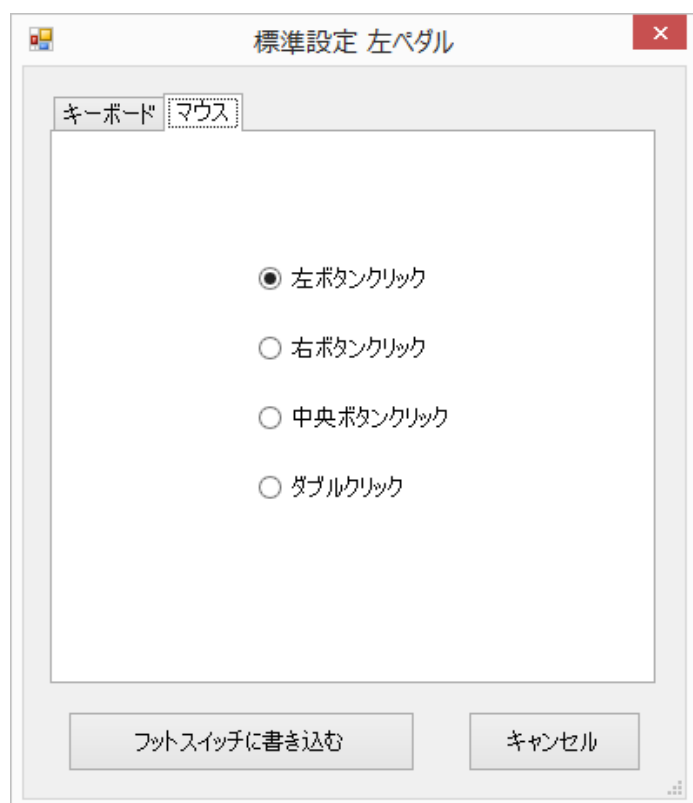 標準設定 左ペダル
キーボード マウス
左ボタンクリック
右ボタンクリック
中央ボタンクリック
ダブルクリック
フットスイッチに書き込む キャンセル